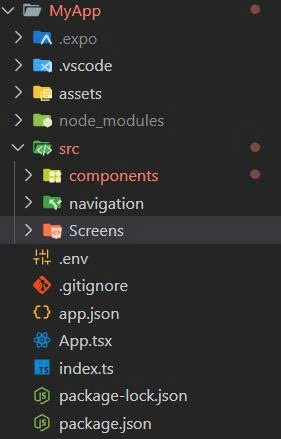 MyApp
.expo
.vscode
assets
node_modules
src
components
navigation
Screens
.env
.gitignore
app.json
App.tsx
index.ts
package-lock.json
package.json